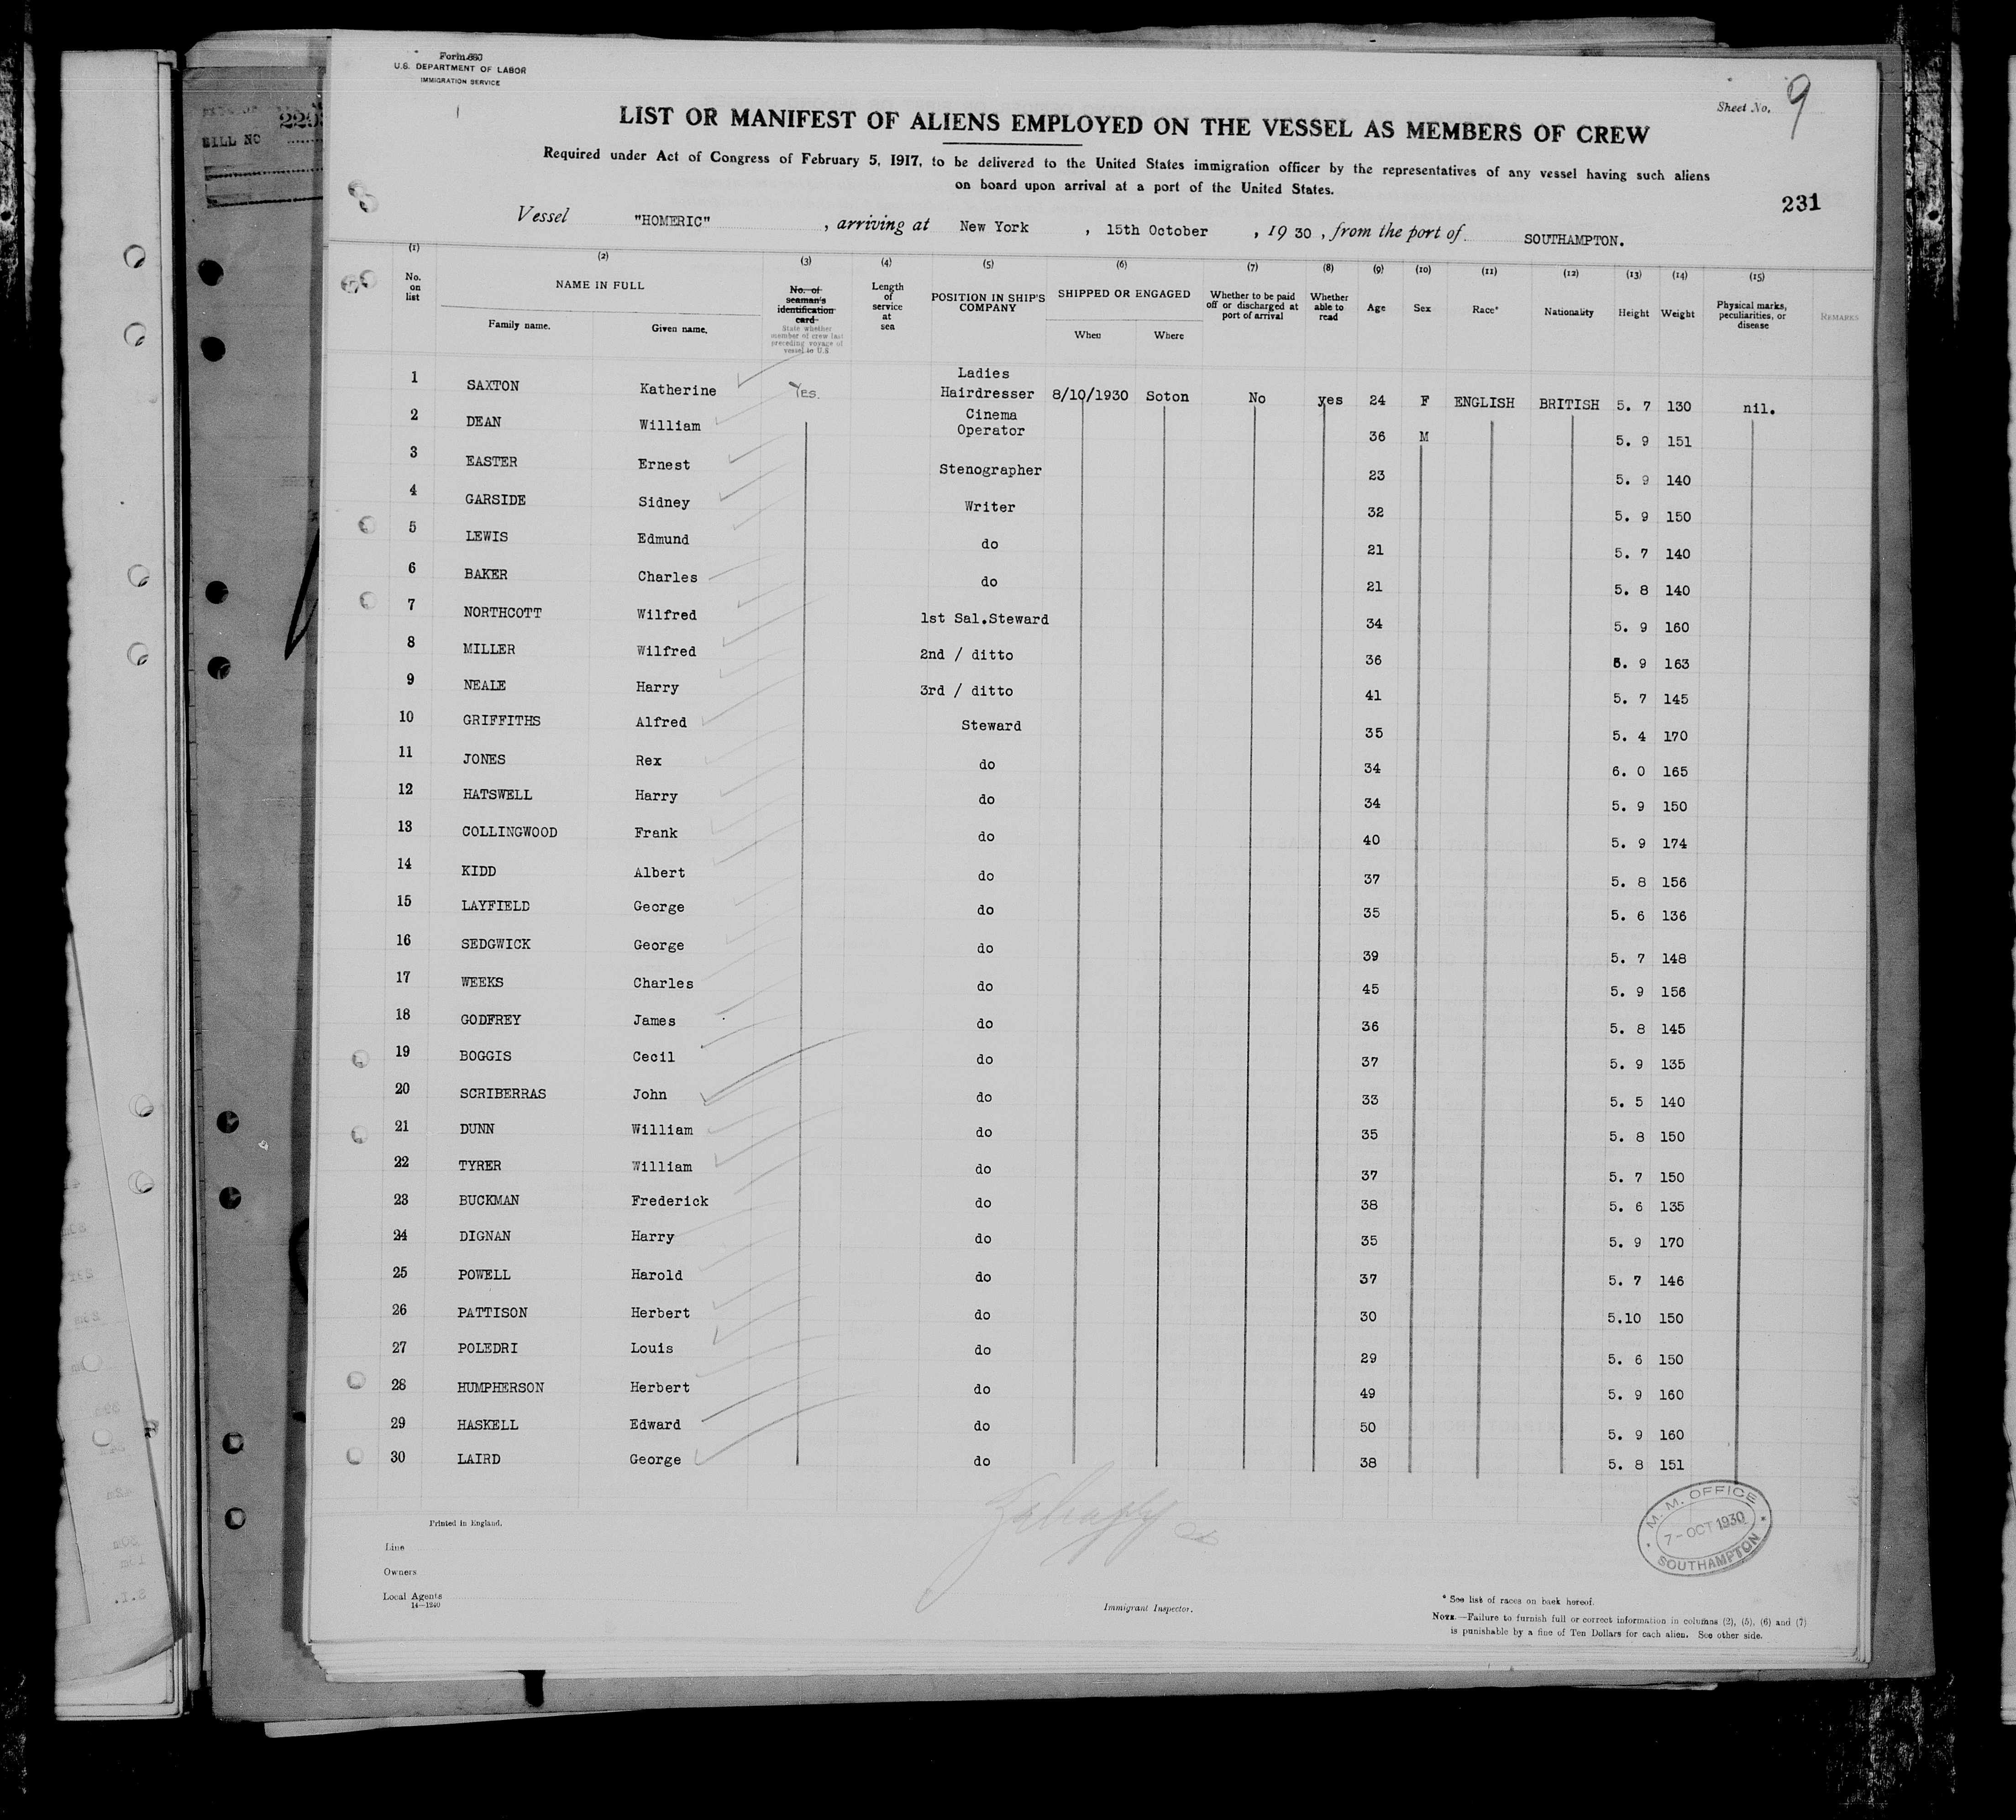 Form 680
U.S. DEPARTMENT OF LABOR
IMMIGRATION SERVICE
Sheet No. 9
BILL NO
LIST OR MANIFEST OF ALIENS EMPLOYED ON THE VESSEL AS MEMBERS OF CREW
Required under Act of Congress of February 5, 1917, to be delivered to the United States immigration officer by the representatives of any vessel having such aliens
on board upon arrival at a port of the United States.
231
Vessel "HOMERIC", arriving at New York, 15th October, 1930, from the port of SOUTHAMPTON.
(1) (2) (3) (4) (5) (6) (7) (8) (9) (10) (11) (12) (13) (14) (15)
No. on list NAME IN FULL Family name. Given name. No. of seaman's identification card State whether member of crew last preceding voyage of vessel to U.S. Length of service at sea POSITION IN SHIP'S COMPANY SHIPPED OR ENGAGED When Where Whether to be paid off or discharged at port of arrival Whether able to read Age Sex Race* Nationality Height Weight Physical marks, peculiarities, or disease REMARKS
1 SAXTON Katherine Yes. Ladies Hairdresser 8/10/1930 Soton No yes 24 F ENGLISH BRITISH 5. 7 130 nil.
2 DEAN William Cinema Operator 36 M 5. 9 151
3 EASTER Ernest Stenographer 23 5. 9 140
4 GARSIDE Sidney Writer 32 5. 9 150
5 LEWIS Edmund do 21 5. 7 140
6 BAKER Charles do 21 5. 8 140
7 NORTHCOTT Wilfred 1st Sal.Steward 34 5. 9 160
8 MILLER Wilfred 2nd / ditto 36 5. 9 163
9 NEALE Harry 3rd / ditto 41 5. 7 145
10 GRIFFITHS Alfred Steward 35 5. 4 170
11 JONES Rex do 34 6. 0 165
12 HATSWELL Harry do 34 5. 9 150
13 COLLINGWOOD Frank do 40 5. 9 174
14 KIDD Albert do 37 5. 8 156
15 LAYFIELD George do 35 5. 6 136
16 SEDGWICK George do 39 5. 7 148
17 WEEKS Charles do 45 5. 9 156
18 GODFREY James do 36 5. 8 145
19 BOGGIS Cecil do 37 5. 9 135
20 SCRIBERRAS John do 33 5. 5 140
21 DUNN William do 35 5. 8 150
22 TYRER William do 37 5. 7 150
23 BUCKMAN Frederick do 38 5. 6 135
24 DIGNAN Harry do 35 5. 9 170
25 POWELL Harold do 37 5. 7 146
26 PATTISON Herbert do 30 5.10 150
27 POLEDRI Louis do 29 5. 6 150
28 HUMPHERSON Herbert do 49 5. 9 160
29 HASKELL Edward do 50 5. 9 160
30 LAIRD George do 38 5. 8 151
M. M. OFFICE
7-OCT 1930
SOUTHAMPTON
Printed in England.
Line
Owners
Local Agents
14—1240
Immigrant Inspector.
* See list of races on back hereof.
NOTE.—Failure to furnish full or correct information in columns (2), (5), (6) and (7)
is punishable by a fine of Ten Dollars for each alien. See other side.